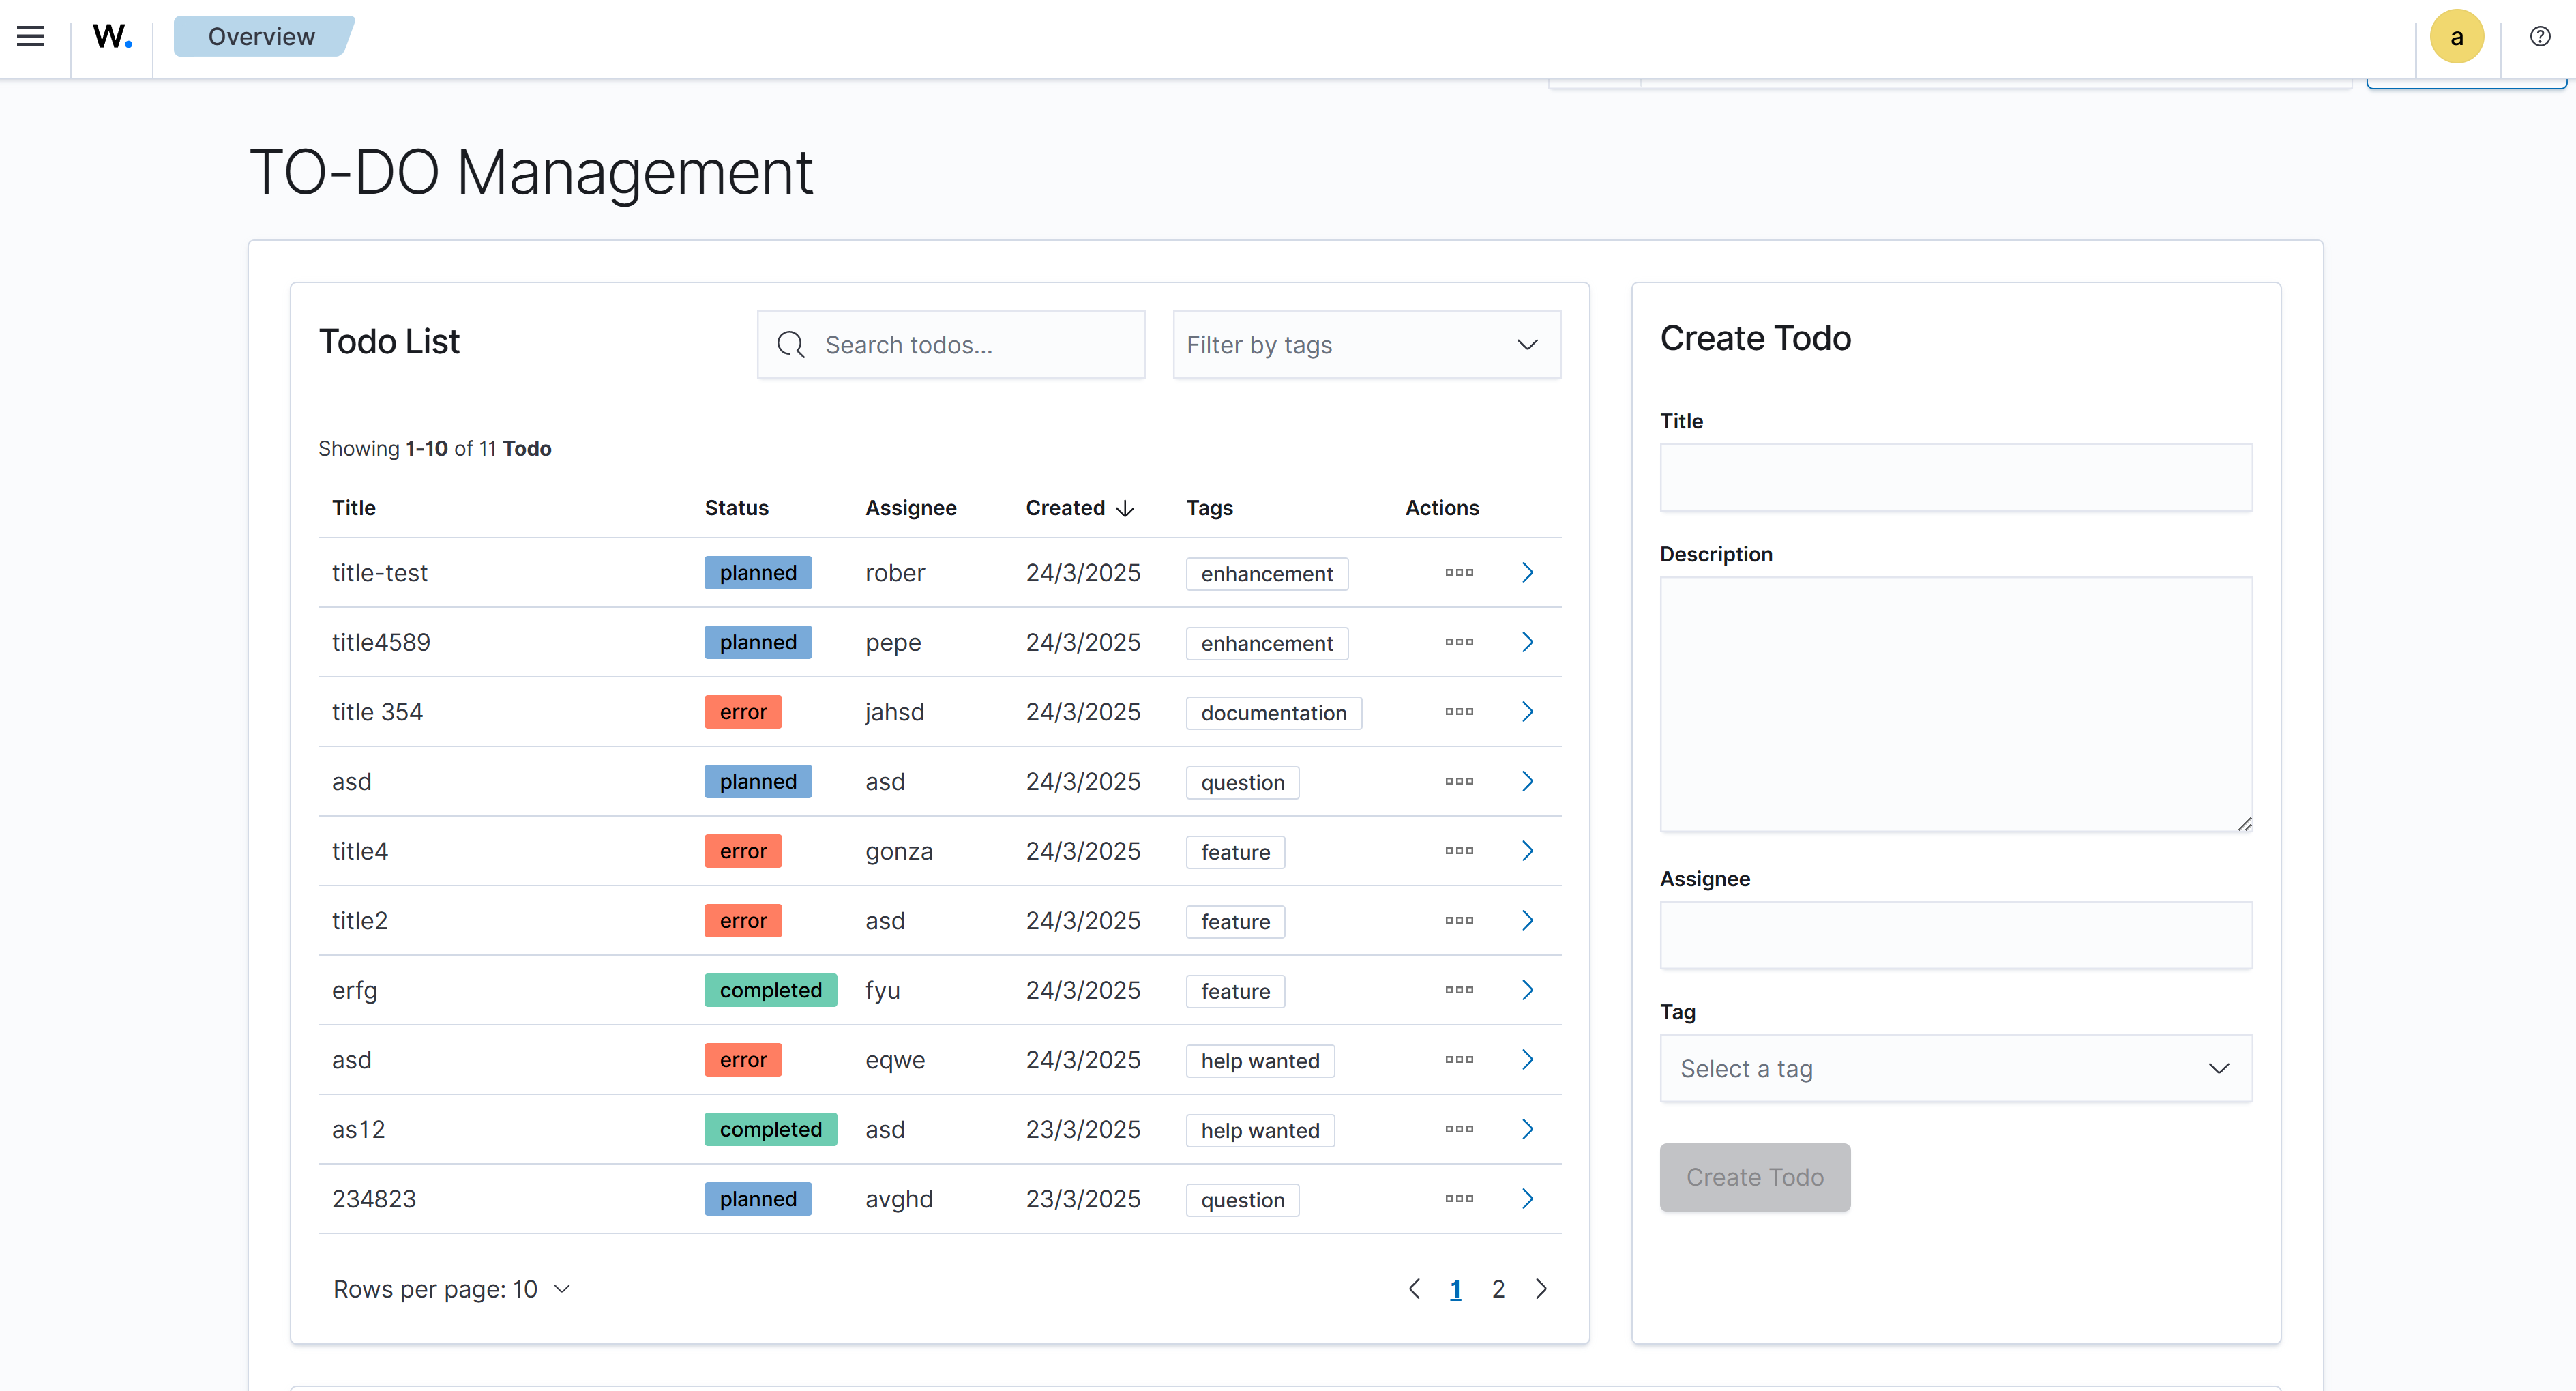 W. Overview a
TO-DO Management
Todo List Search todos... Filter by tags
Showing 1-10 of 11 Todo
Title Status Assignee Created Tags Actions
title-test planned rober 24/3/2025 enhancement
title4589 planned pepe 24/3/2025 enhancement
title 354 error jahsd 24/3/2025 documentation
asd planned asd 24/3/2025 question
title4 error gonza 24/3/2025 feature
title2 error asd 24/3/2025 feature
erfg completed fyu 24/3/2025 feature
asd error eqwe 24/3/2025 help wanted
as12 completed asd 23/3/2025 help wanted
234823 planned avghd 23/3/2025 question
Rows per page: 10 1 2
Create Todo
Title
Description
Assignee
Tag
Select a tag
Create Todo